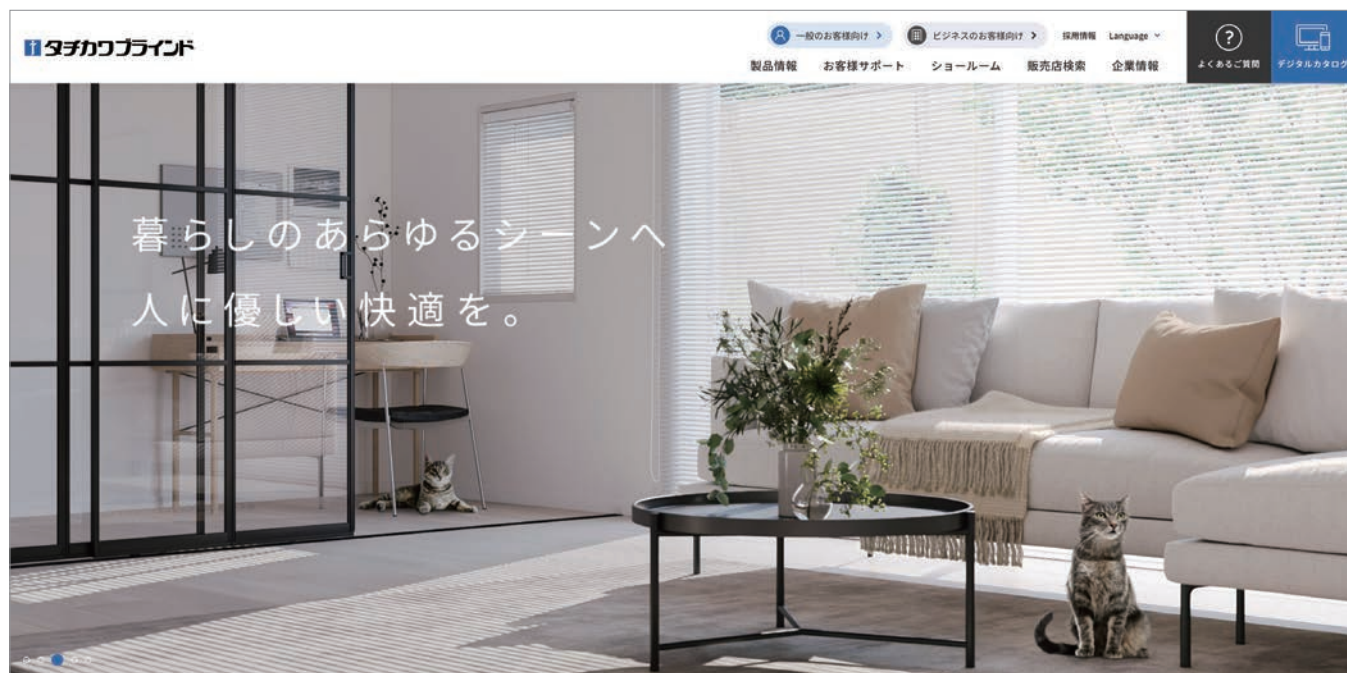 タチカワブラインド
一般のお客様向け
ビジネスのお客様向け
採用情報
Language
製品情報
お客様サポート
ショールーム
販売店検索
企業情報
よくあるご質問
デジタルカタログ
暮らしのあらゆるシーンへ
人に優しい快適を。